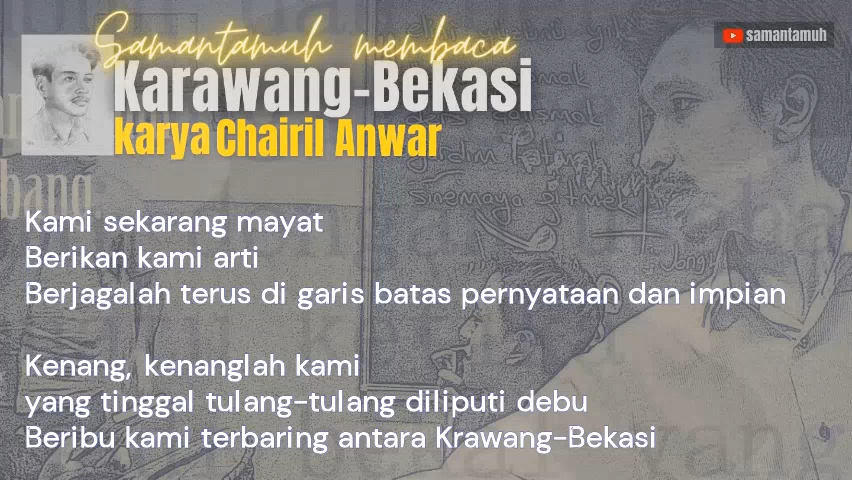 Samantamuh membaca
Karawang-Bekasi
karya Chairil Anwar
samantamuh
Kami sekarang mayat
Berikan kami arti
Berjagalah terus di garis batas pernyataan dan impian
Kenang, kenanglah kami
yang tinggal tulang-tulang diliputi debu
Beribu kami terbaring antara Krawang-Bekasi